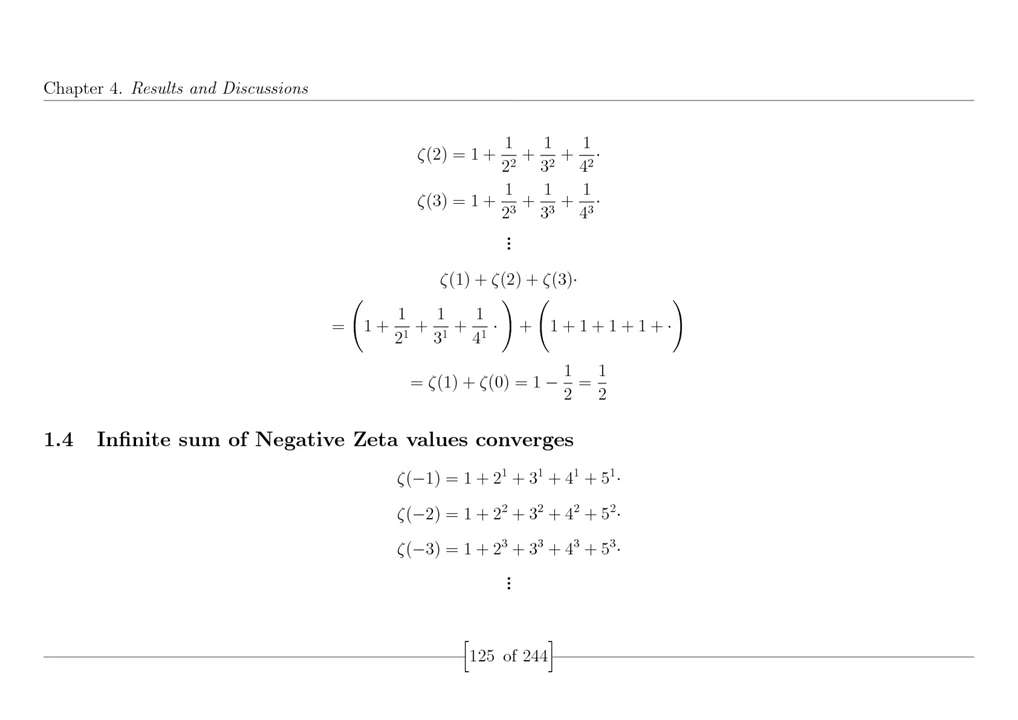 Chapter 4. Results and Discussions
ζ(2) = 1 + 1/2² + 1/3² + 1/4² ·
ζ(3) = 1 + 1/2³ + 1/3³ + 1/4³ ·
⋮
ζ(1) + ζ(2) + ζ(3)·
= (1 + 1/2¹ + 1/3¹ + 1/4¹ ·) + (1 + 1 + 1 + 1 + ·)
= ζ(1) + ζ(0) = 1 − 1/2 = 1/2
1.4 Infinite sum of Negative Zeta values converges
ζ(−1) = 1 + 2¹ + 3¹ + 4¹ + 5¹·
ζ(−2) = 1 + 2² + 3² + 4² + 5²·
ζ(−3) = 1 + 2³ + 3³ + 4³ + 5³·
⋮
[125 of 244]